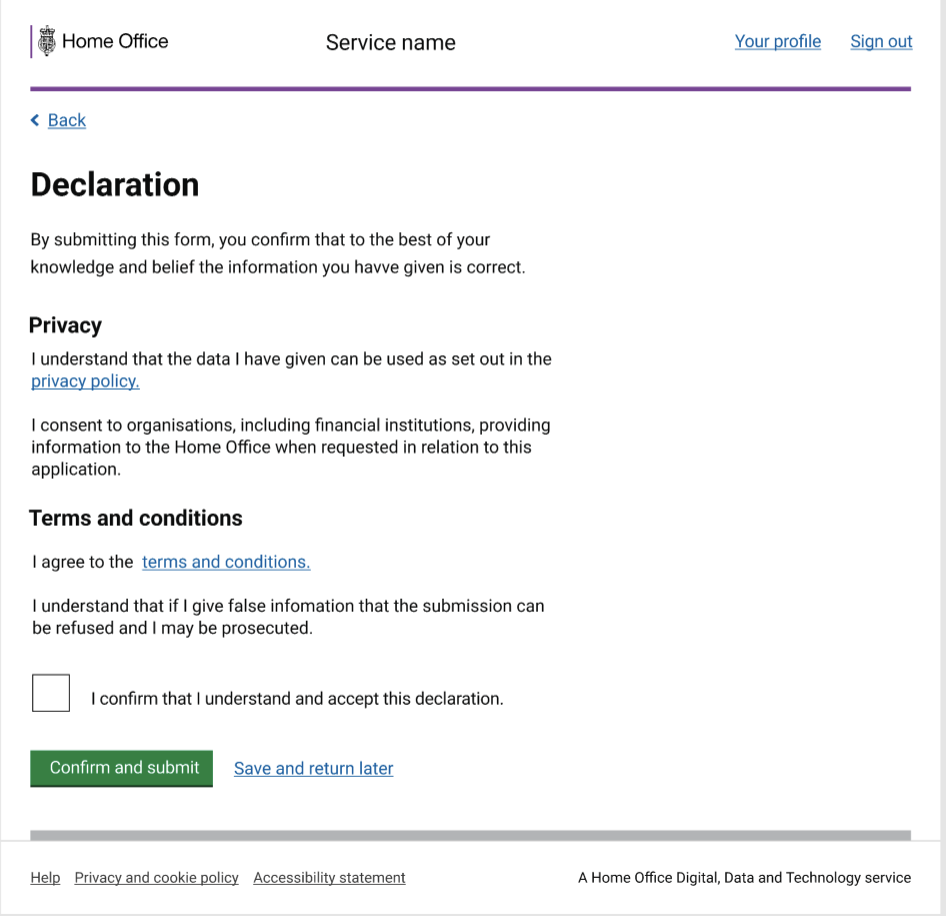 Home Office
Service name
Your profile
Sign out
Back
Declaration
By submitting this form, you confirm that to the best of your
knowledge and belief the information you havve given is correct.
Privacy
I understand that the data I have given can be used as set out in the
privacy policy.
I consent to organisations, including financial institutions, providing
information to the Home Office when requested in relation to this
application.
Terms and conditions
I agree to the terms and conditions.
I understand that if I give false infomation that the submission can
be refused and I may be prosecuted.
I confirm that I understand and accept this declaration.
Confirm and submit
Save and return later
Help
Privacy and cookie policy
Accessibility statement
A Home Office Digital, Data and Technology service